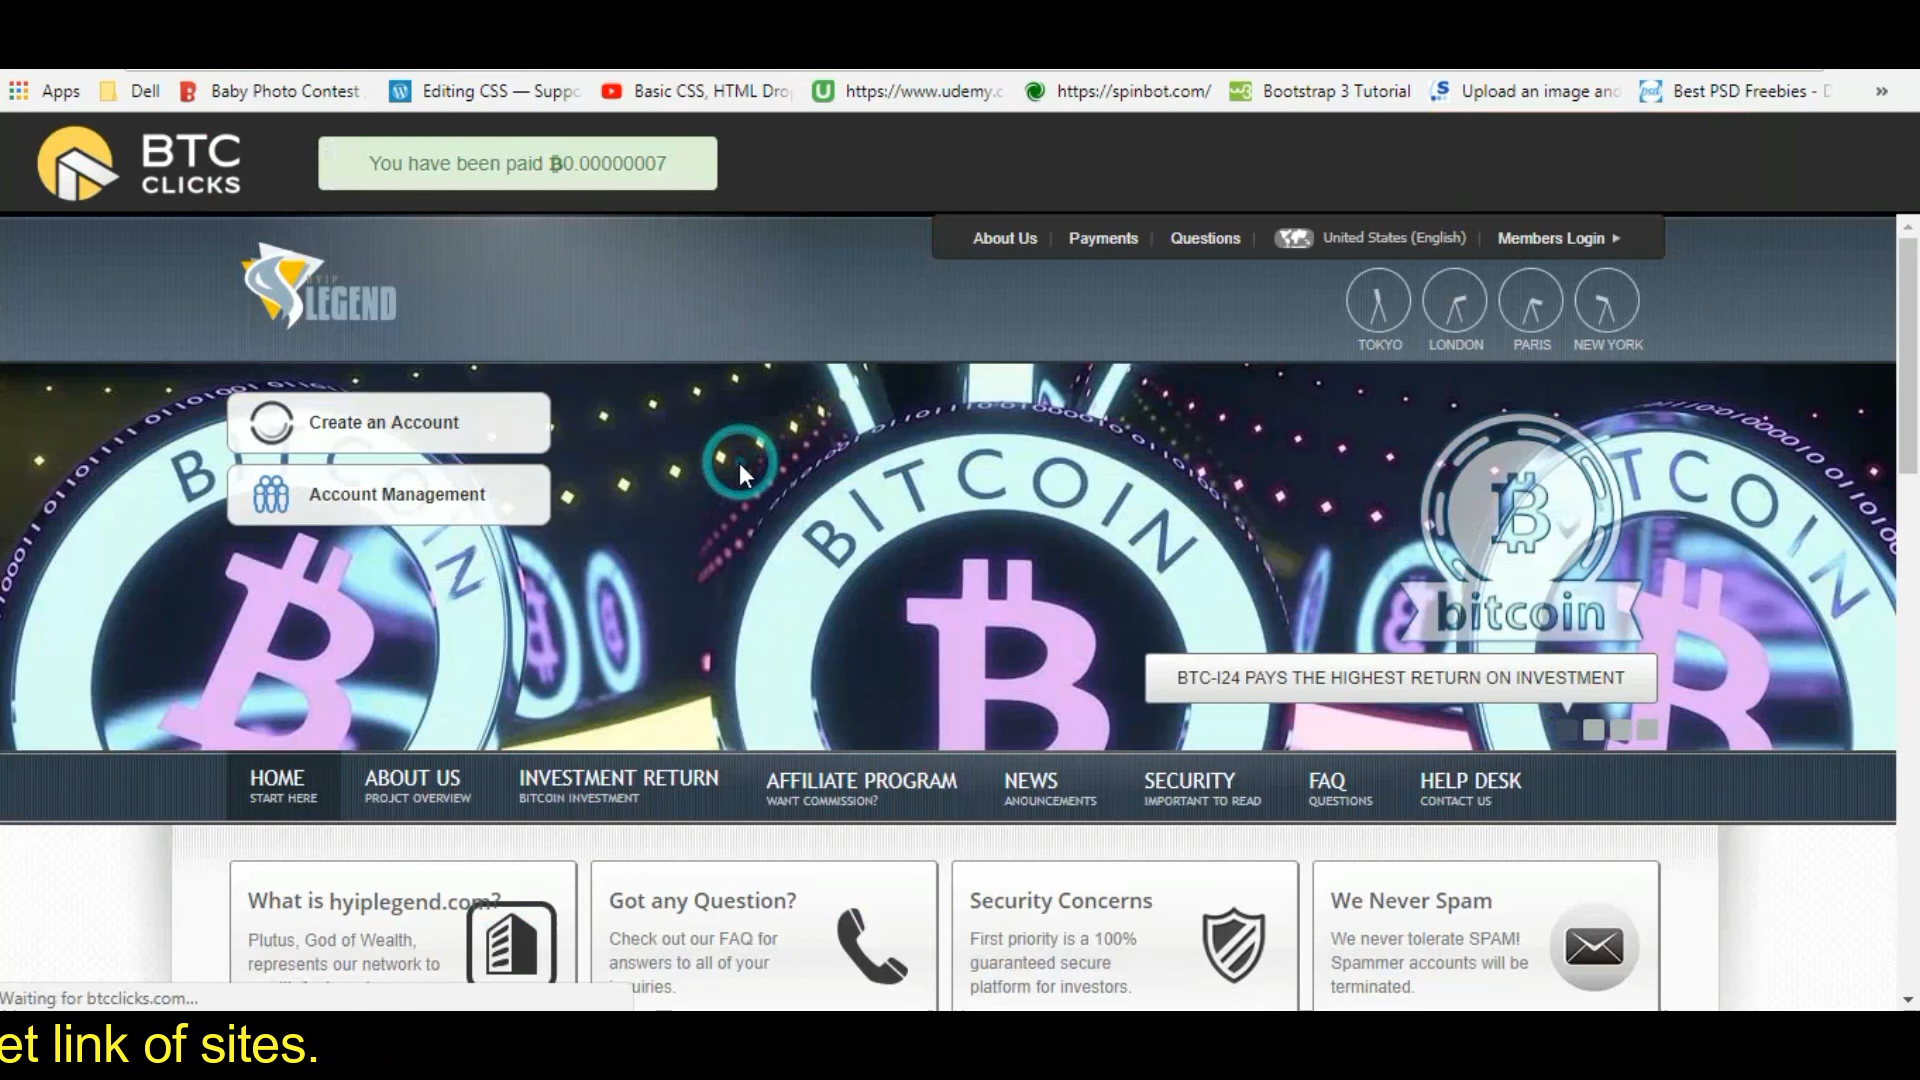 Apps Dell Baby Photo Contest Editing CSS — Suppo Basic CSS, HTML Dro https://www.udemy.c https://spinbot.com/ Bootstrap 3 Tutorial Upload an image and Best PSD Freebies - D »
BTC
CLICKS
You have been paid ฿0.00000007
About Us Payments Questions United States (English) Members Login
HYIP
LEGEND
TOKYO LONDON PARIS NEW YORK
Create an Account
Account Management
BITCOIN
BITCOIN
BITCOIN
bitcoin
BTC-I24 PAYS THE HIGHEST RETURN ON INVESTMENT
HOME ABOUT US INVESTMENT RETURN AFFILIATE PROGRAM NEWS SECURITY FAQ HELP DESK
START HERE PROJCT OVERVIEW BITCOIN INVESTMENT WANT COMMISSION? ANOUNCEMENTS IMPORTANT TO READ QUESTIONS CONTACT US
What is hyiplegend.com?
Plutus, God of Wealth,
represents our network to
Got any Question?
Check out our FAQ for
answers to all of your
inquiries.
Security Concerns
First priority is a 100%
guaranteed secure
platform for investors.
We Never Spam
We never tolerate SPAM!
Spammer accounts will be
terminated.
Waiting for btcclicks.com...
et link of sites.